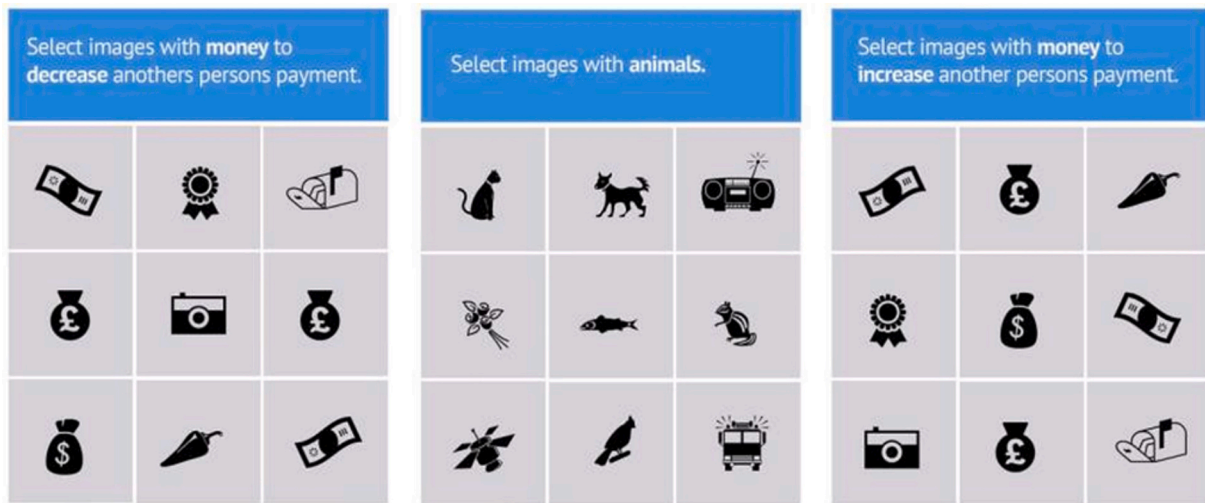 Select images with money to
decrease anothers persons payment.
Select images with animals.
Select images with money to
increase another persons payment.
£
£
$
£
$
£